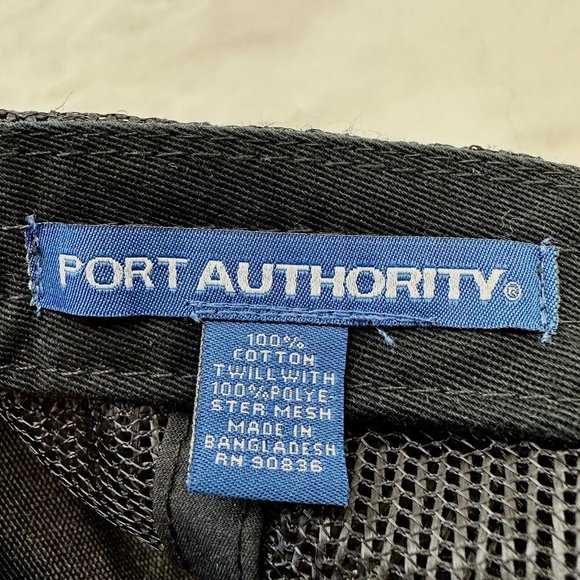 PORT AUTHORITY®
100%
COTTON
TWILL WITH
100% POLYE-
STER MESH
MADE IN
BANGLADESH
RN 90836